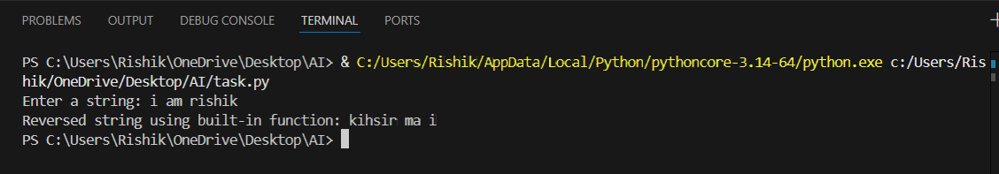 PROBLEMS OUTPUT DEBUG CONSOLE TERMINAL PORTS
PS C:\Users\Rishik\OneDrive\Desktop\AI> & C:/Users/Rishik/AppData/Local/Python/pythoncore-3.14-64/python.exe c:/Users/Ris
hik/OneDrive/Desktop/AI/task.py
Enter a string: i am rishik
Reversed string using built-in function: kihsir ma i
PS C:\Users\Rishik\OneDrive\Desktop\AI>